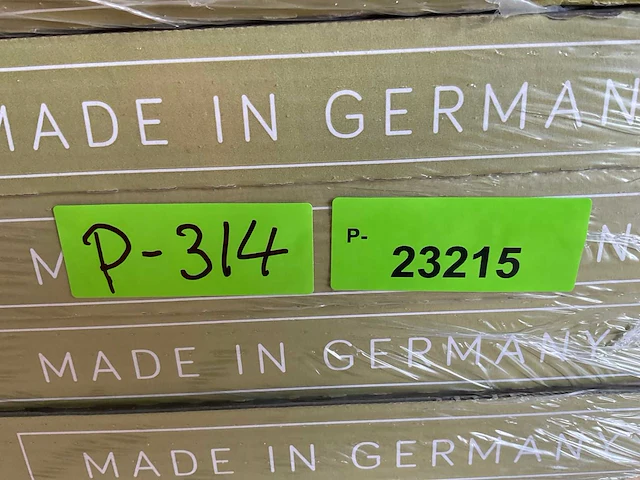 MADE IN GERMAN
P-314
P-
23215
MADE IN GERMANY
MADE IN GERMANY